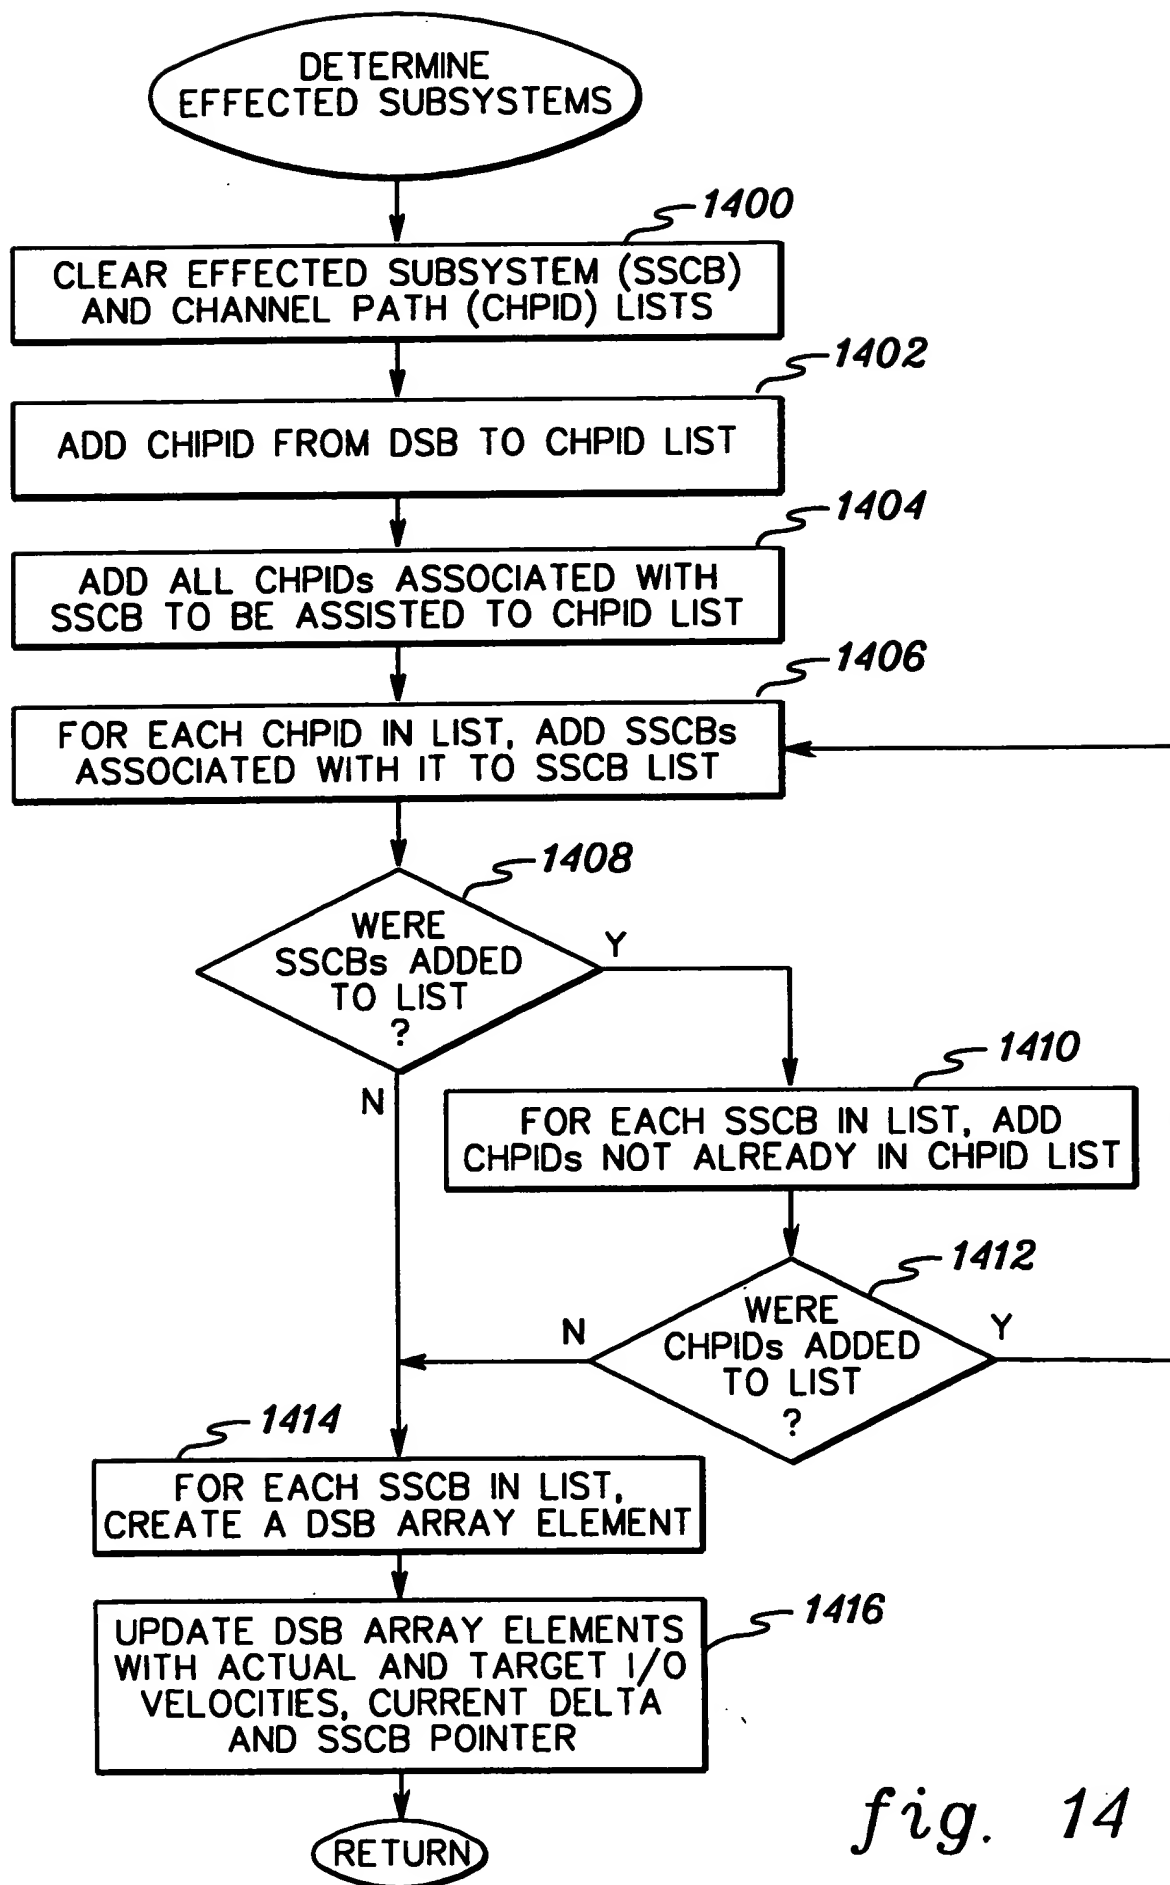 DETERMINE
EFFECTED SUBSYSTEMS
1400
CLEAR EFFECTED SUBSYSTEM (SSCB)
AND CHANNEL PATH (CHPID) LISTS
1402
ADD CHIPID FROM DSB TO CHPID LIST
1404
ADD ALL CHPIDs ASSOCIATED WITH
SSCB TO BE ASSISTED TO CHPID LIST
1406
FOR EACH CHPID IN LIST, ADD SSCBs
ASSOCIATED WITH IT TO SSCB LIST
1408
WERE
SSCBs ADDED
TO LIST
?
Y
N
1410
FOR EACH SSCB IN LIST, ADD
CHPIDs NOT ALREADY IN CHPID LIST
1412
WERE
CHPIDs ADDED
TO LIST
?
N
Y
1414
FOR EACH SSCB IN LIST,
CREATE A DSB ARRAY ELEMENT
1416
UPDATE DSB ARRAY ELEMENTS
WITH ACTUAL AND TARGET I/O
VELOCITIES, CURRENT DELTA
AND SSCB POINTER
RETURN
fig. 14